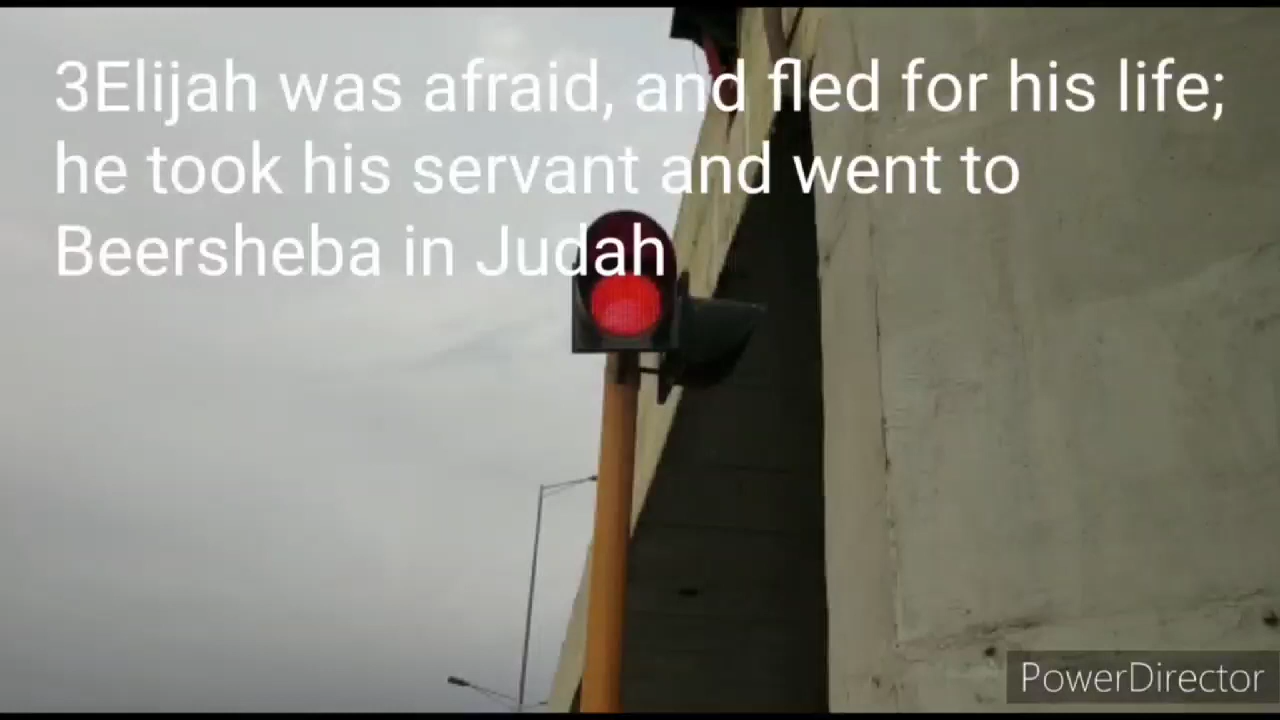 3Elijah was afraid, and fled for his life;
he took his servant and went to
Beersheba in Judah
PowerDirector